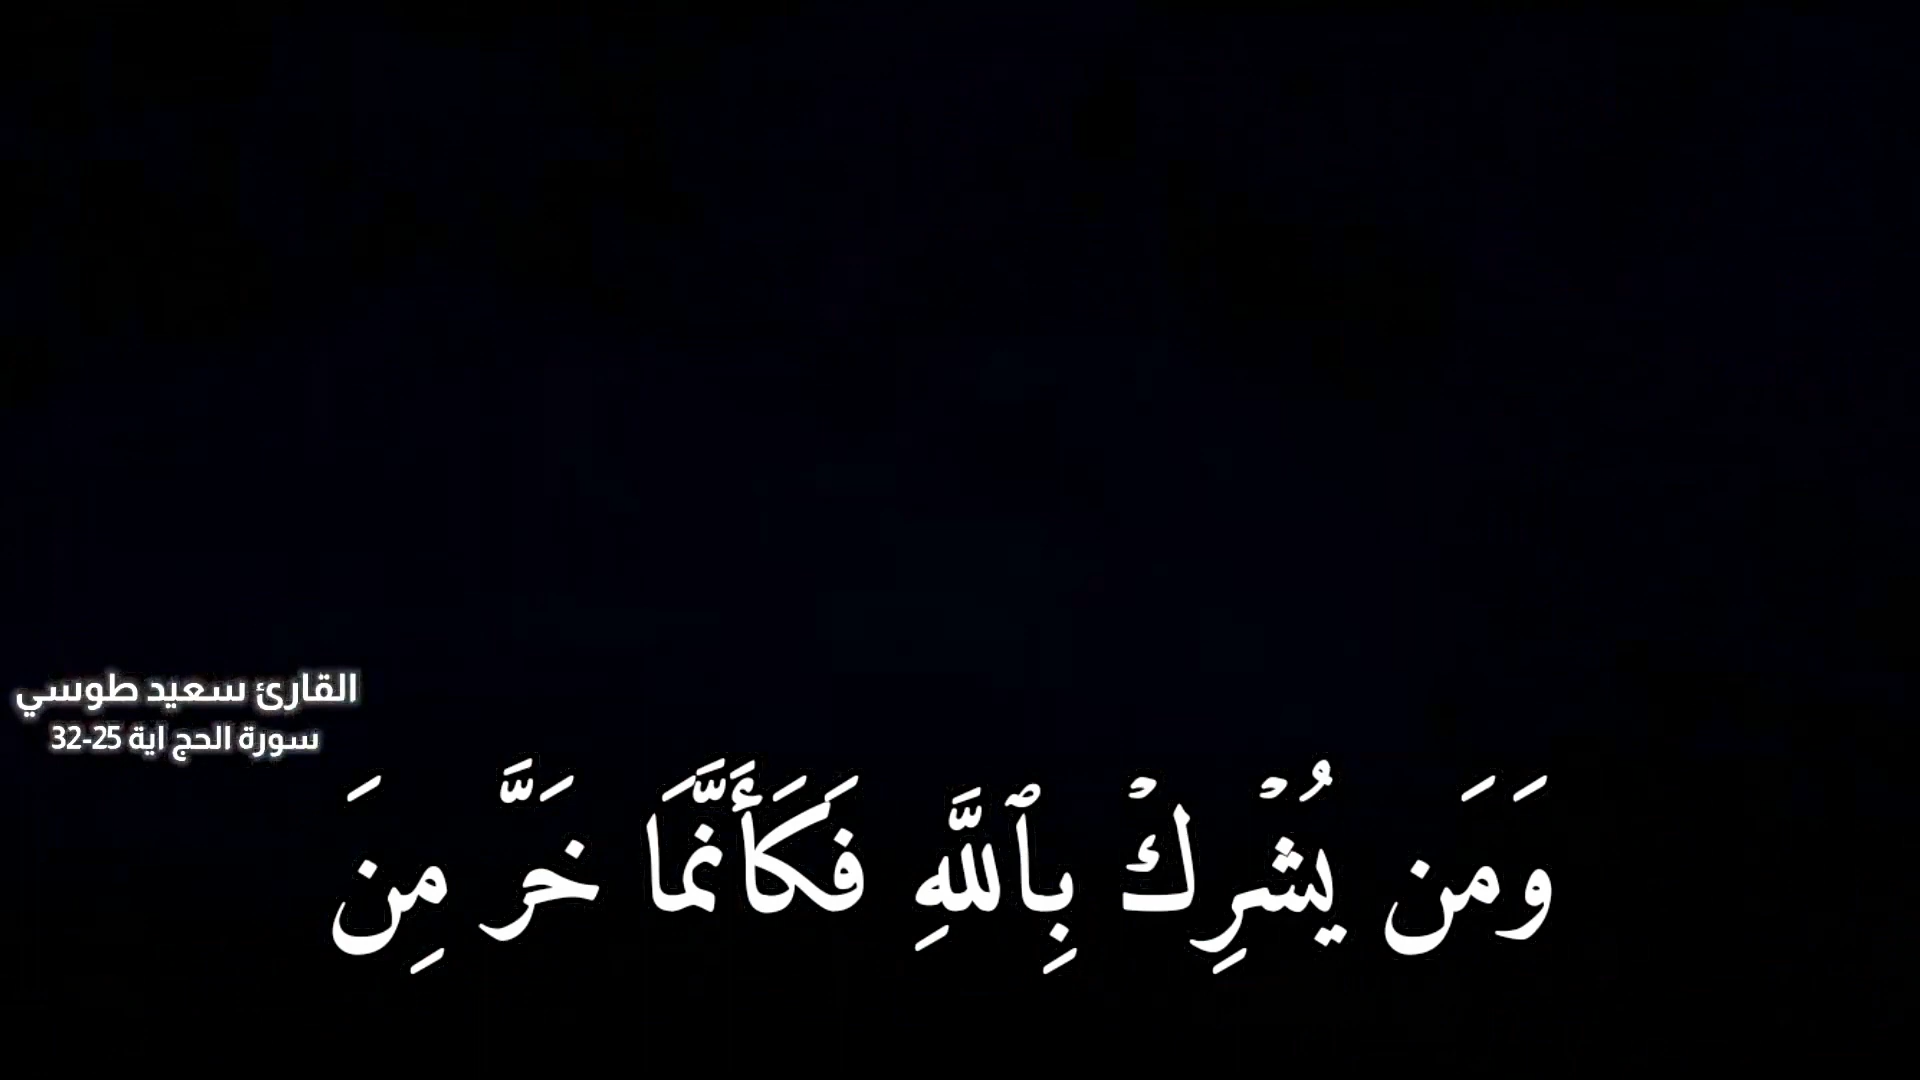 القارئ سعيد طوسي
سورة الحج اية 25-32
وَمَن يُشْرِكْ بِٱللَّهِ فَكَأَنَّمَا خَرَّ مِنَ